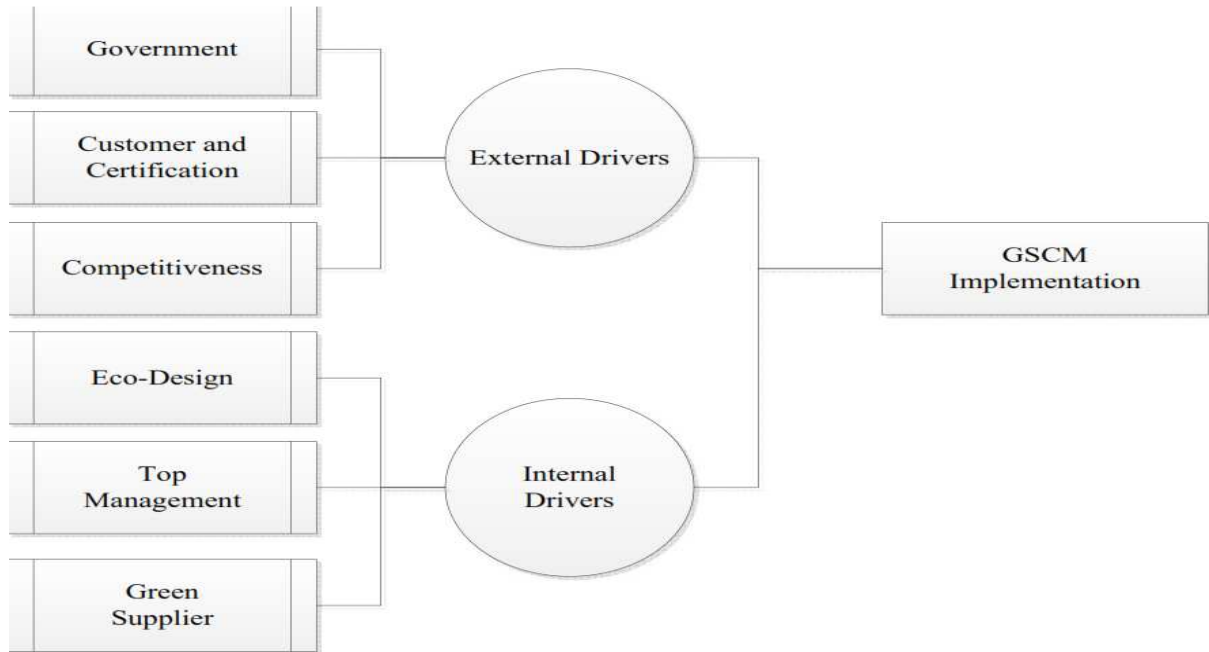 Government
Customer and
Certification
Competitiveness
Eco-Design
Top
Management
Green
Supplier
External Drivers
Internal
Drivers
GSCM
Implementation